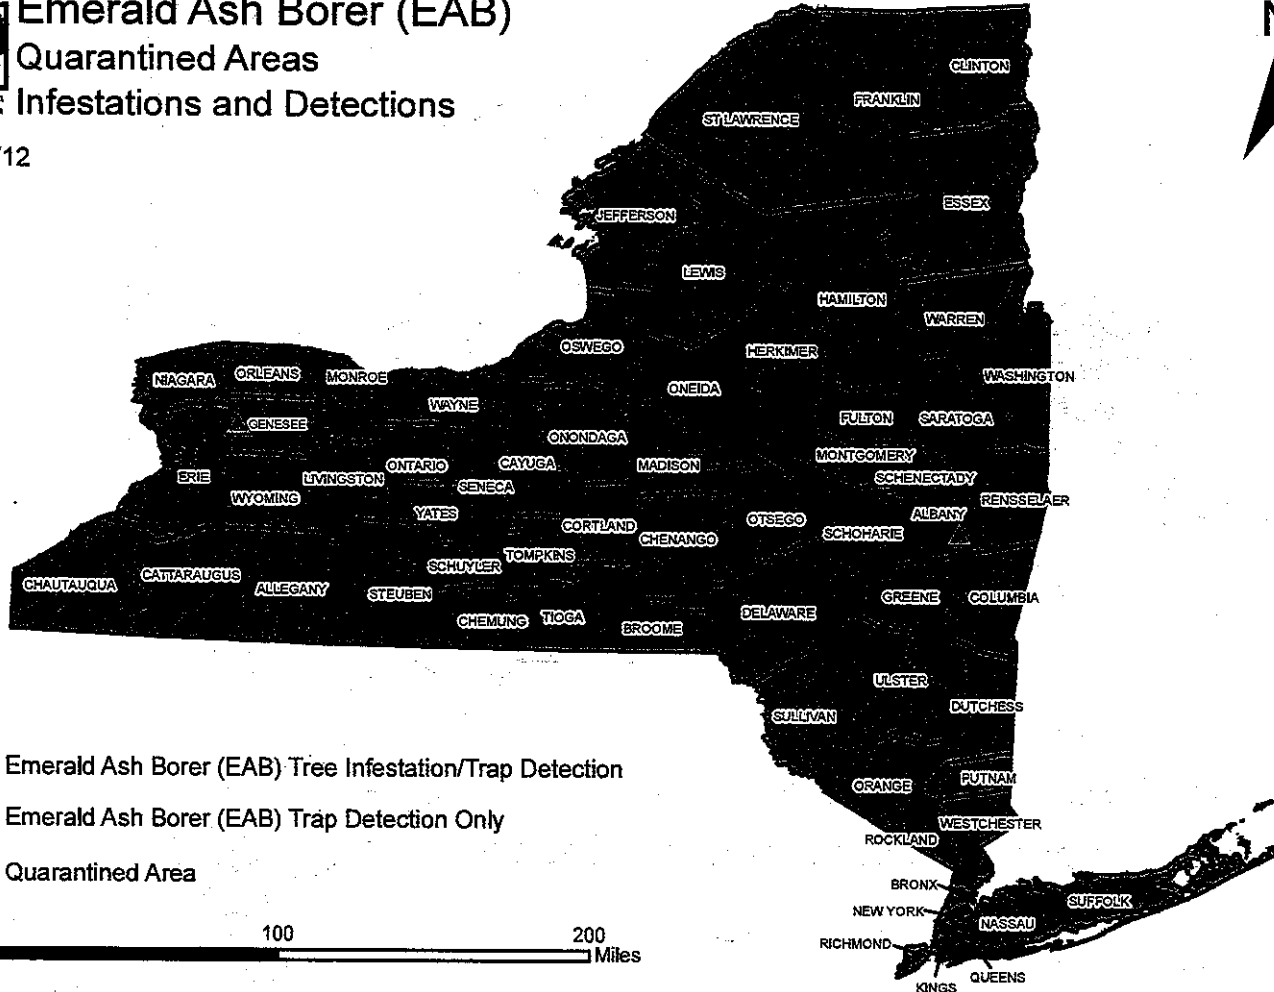 Emerald Ash Borer (EAB)
Quarantined Areas
Infestations and Detections
/12
N
CLINTON
FRANKLIN
ST LAWRENCE
ESSEX
JEFFERSON
LEWIS
HAMILTON
WARREN
OSWEGO
HERKIMER
NIAGARA
ORLEANS
MONROE
WASHINGTON
ONEIDA
WAYNE
GENESEE
FULTON
SARATOGA
ONONDAGA
MONTGOMERY
ERIE
LIVINGSTON
ONTARIO
CAYUGA
MADISON
SCHENECTADY
SENECA
WYOMING
RENSSELAER
YATES
ALBANY
OTSEGO
CORTLAND
CHENANGO
SCHOHARIE
TOMPKINS
SCHUYLER
CHAUTAUQUA
CATTARAUGUS
ALLEGANY
STEUBEN
GREENE
COLUMBIA
CHEMUNG
TIOGA
BROOME
DELAWARE
ULSTER
DUTCHESS
SULLIVAN
Emerald Ash Borer (EAB) Tree Infestation/Trap Detection
PUTNAM
ORANGE
Emerald Ash Borer (EAB) Trap Detection Only
WESTCHESTER
ROCKLAND
Quarantined Area
BRONX
SUFFOLK
NEW YORK
NASSAU
100
200
Miles
RICHMOND
QUEENS
KINGS